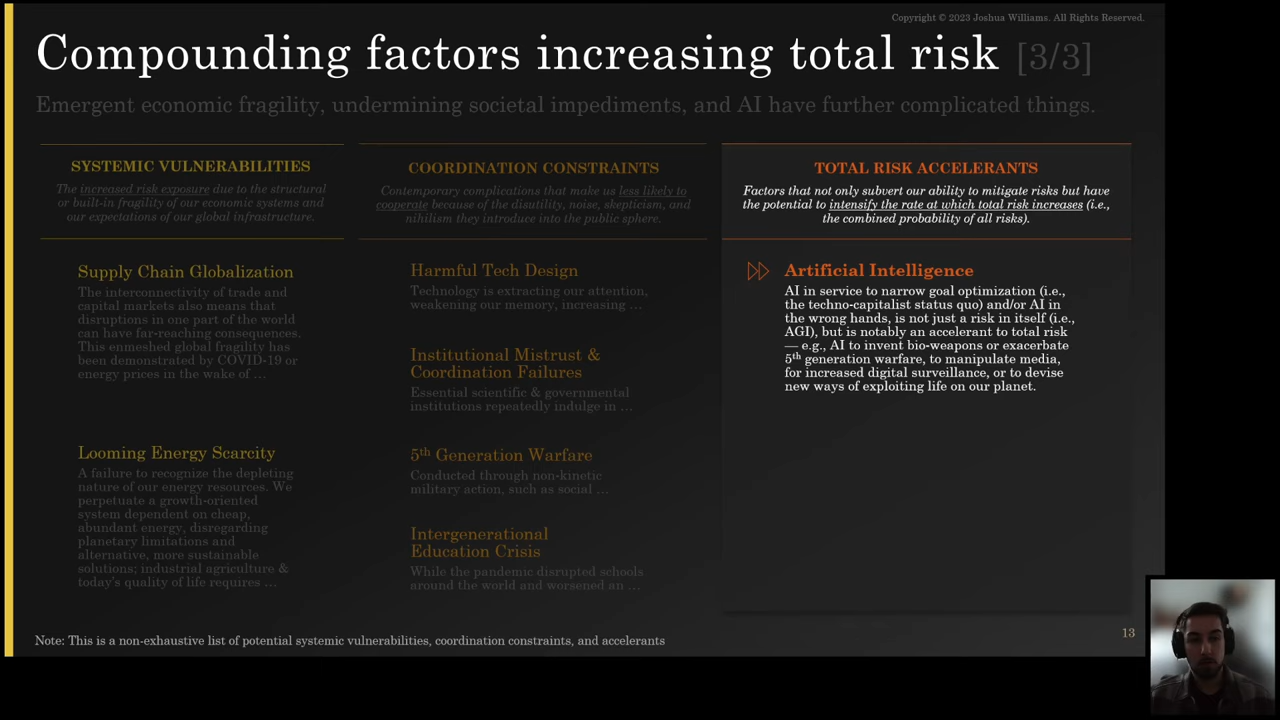 Copyright © 2023 Joshua Williams. All Rights Reserved.
Compounding factors increasing total risk [3/3]
Emergent economic fragility, undermining societal impediments, and AI have further complicated things.
SYSTEMIC VULNERABILITIES
The increased risk exposure due to the structural
or built-in fragility of our economic systems and
our expectations of our global infrastructure.
Supply Chain Globalization
The interconnectivity of trade and
capital markets also means that
disruptions in one part of the world
can have far-reaching consequences.
This enmeshed global fragility has
been demonstrated by COVID-19 or
energy prices in the wake of …
Looming Energy Scarcity
A failure to recognize the depleting
nature of our energy resources. We
perpetuate a growth-oriented
system dependent on cheap,
abundant energy, disregarding
planetary limitations and
alternative, more sustainable
solutions; industrial agriculture &
today's quality of life requires …
COORDINATION CONSTRAINTS
Contemporary complications that make us less likely to
cooperate because of the disutility, noise, skepticism, and
nihilism they introduce into the public sphere.
Harmful Tech Design
Technology is extracting our attention,
weakening our memory, increasing …
Institutional Mistrust &
Coordination Failures
Essential scientific & governmental
institutions repeatedly indulge in …
5th Generation Warfare
Conducted through non-kinetic
military action, such as social …
Intergenerational
Education Crisis
While the pandemic disrupted schools
around the world and worsened an …
TOTAL RISK ACCELERANTS
Factors that not only subvert our ability to mitigate risks but have
the potential to intensify the rate at which total risk increases (i.e.,
the combined probability of all risks).
Artificial Intelligence
AI in service to narrow goal optimization (i.e.,
the techno-capitalist status quo) and/or AI in
the wrong hands, is not just a risk in itself (i.e.,
AGI), but is notably an accelerant to total risk
— e.g., AI to invent bio-weapons or exacerbate
5th generation warfare, to manipulate media,
for increased digital surveillance, or to devise
new ways of exploiting life on our planet.
Note: This is a non-exhaustive list of potential systemic vulnerabilities, coordination constraints, and accelerants
13